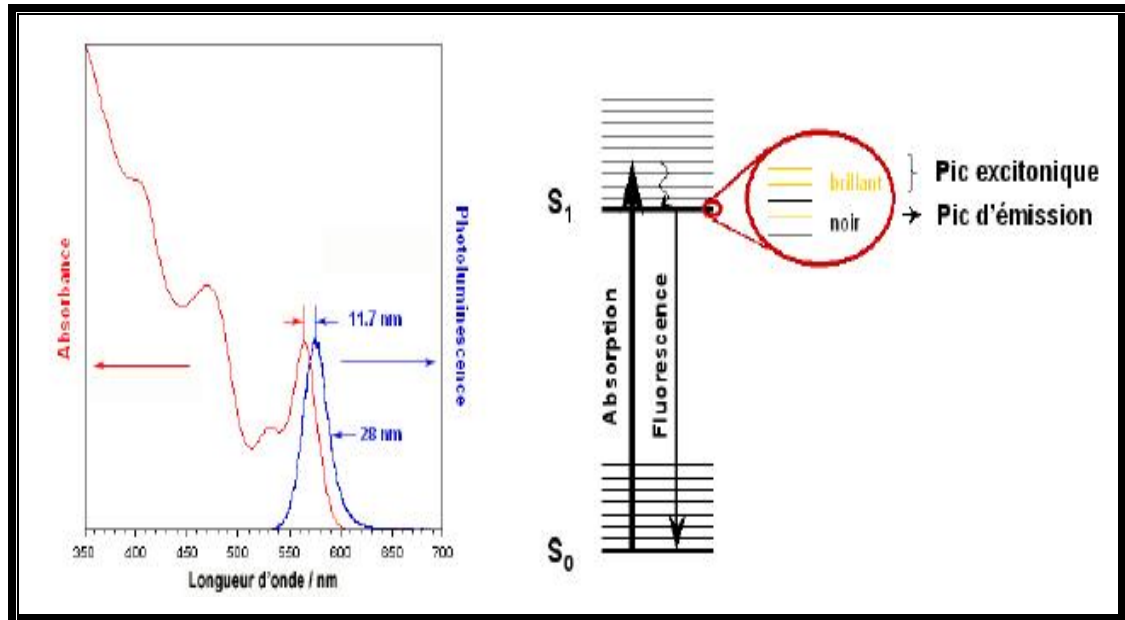 Absorbance
Photoluminescence
11.7 nm
28 nm
350 400 450 500 550 600 650 700
Longueur d'onde / nm
S1
S0
Absorption
Fluorescence
brillant
noir
Pic excitonique
Pic d'émission